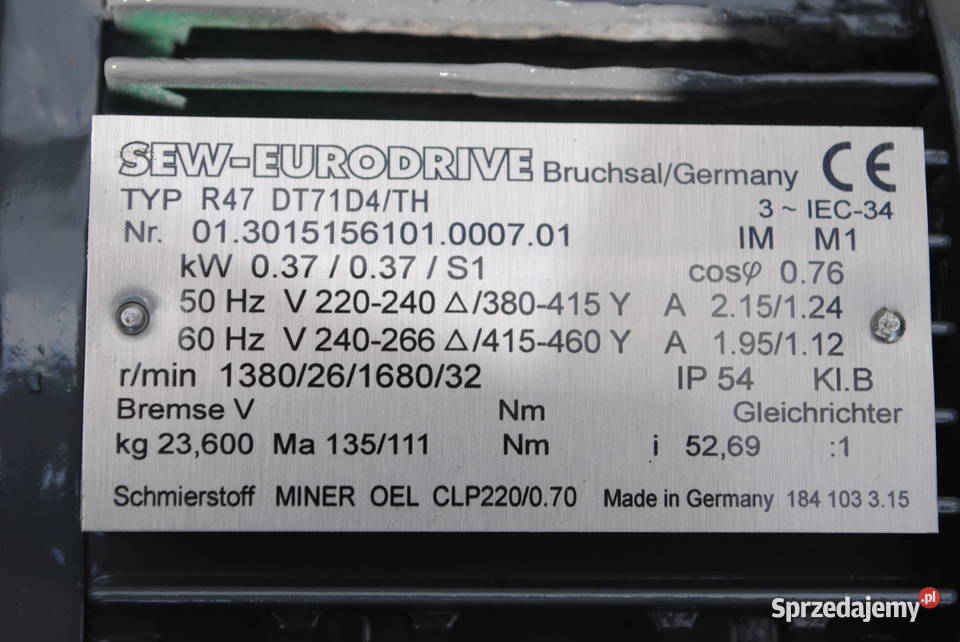 SEW-EURODRIVE Bruchsal/Germany CE
TYP R47 DT71D4/TH 3 ~ IEC-34
Nr. 01.3015156101.0007.01 IM M1
kW 0.37 / 0.37 / S1 cosφ 0.76
50 Hz V 220-240 △/380-415 Y A 2.15/1.24
60 Hz V 240-266 △/415-460 Y A 1.95/1.12
r/min 1380/26/1680/32 IP 54 Kl.B
Bremse V Nm Gleichrichter
kg 23,600 Ma 135/111 Nm i 52,69 :1
Schmierstoff MINER OEL CLP220/0.70 Made in Germany 184 103 3.15
Sprzedajemy.pl